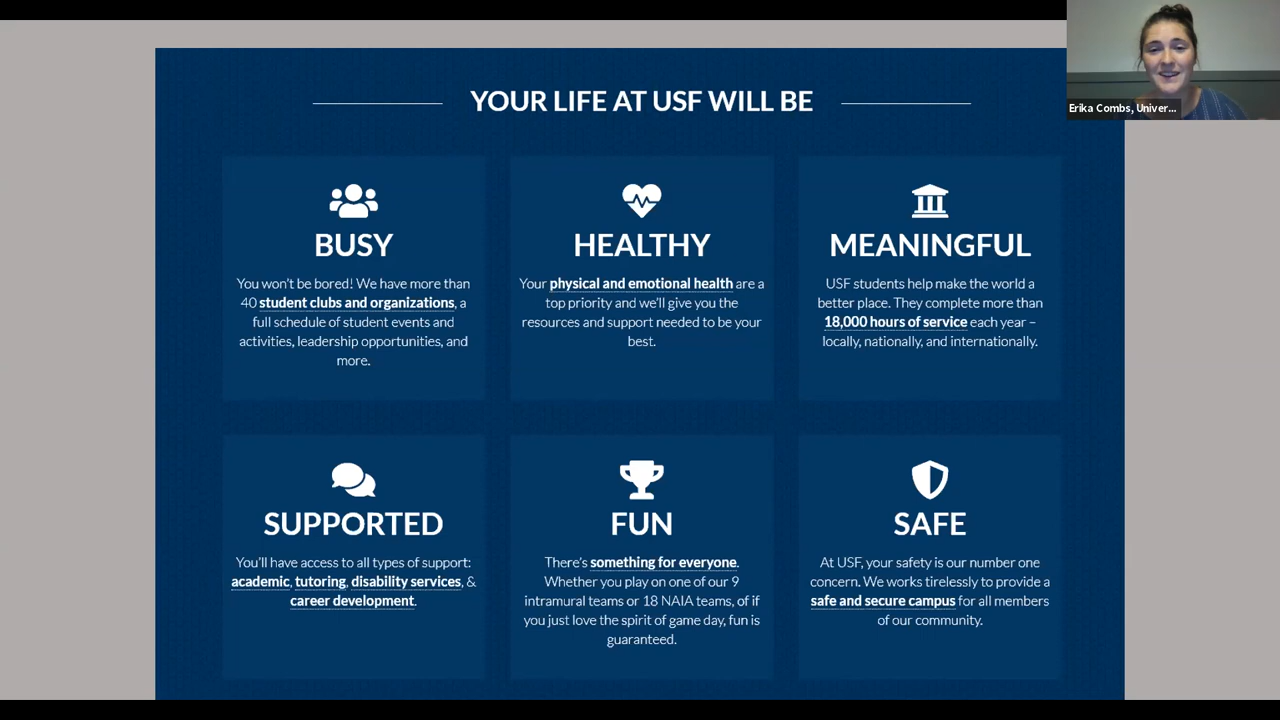 YOUR LIFE AT USF WILL BE
Erika Combs, Univer...
BUSY
You won't be bored! We have more than
40 student clubs and organizations, a
full schedule of student events and
activities, leadership opportunities, and
more.
HEALTHY
Your physical and emotional health are a
top priority and we'll give you the
resources and support needed to be your
best.
MEANINGFUL
USF students help make the world a
better place. They complete more than
18,000 hours of service each year –
locally, nationally, and internationally.
SUPPORTED
You'll have access to all types of support:
academic, tutoring, disability services, &
career development.
FUN
There's something for everyone.
Whether you play on one of our 9
intramural teams or 18 NAIA teams, of if
you just love the spirit of game day, fun is
guaranteed.
SAFE
At USF, your safety is our number one
concern. We works tirelessly to provide a
safe and secure campus for all members
of our community.